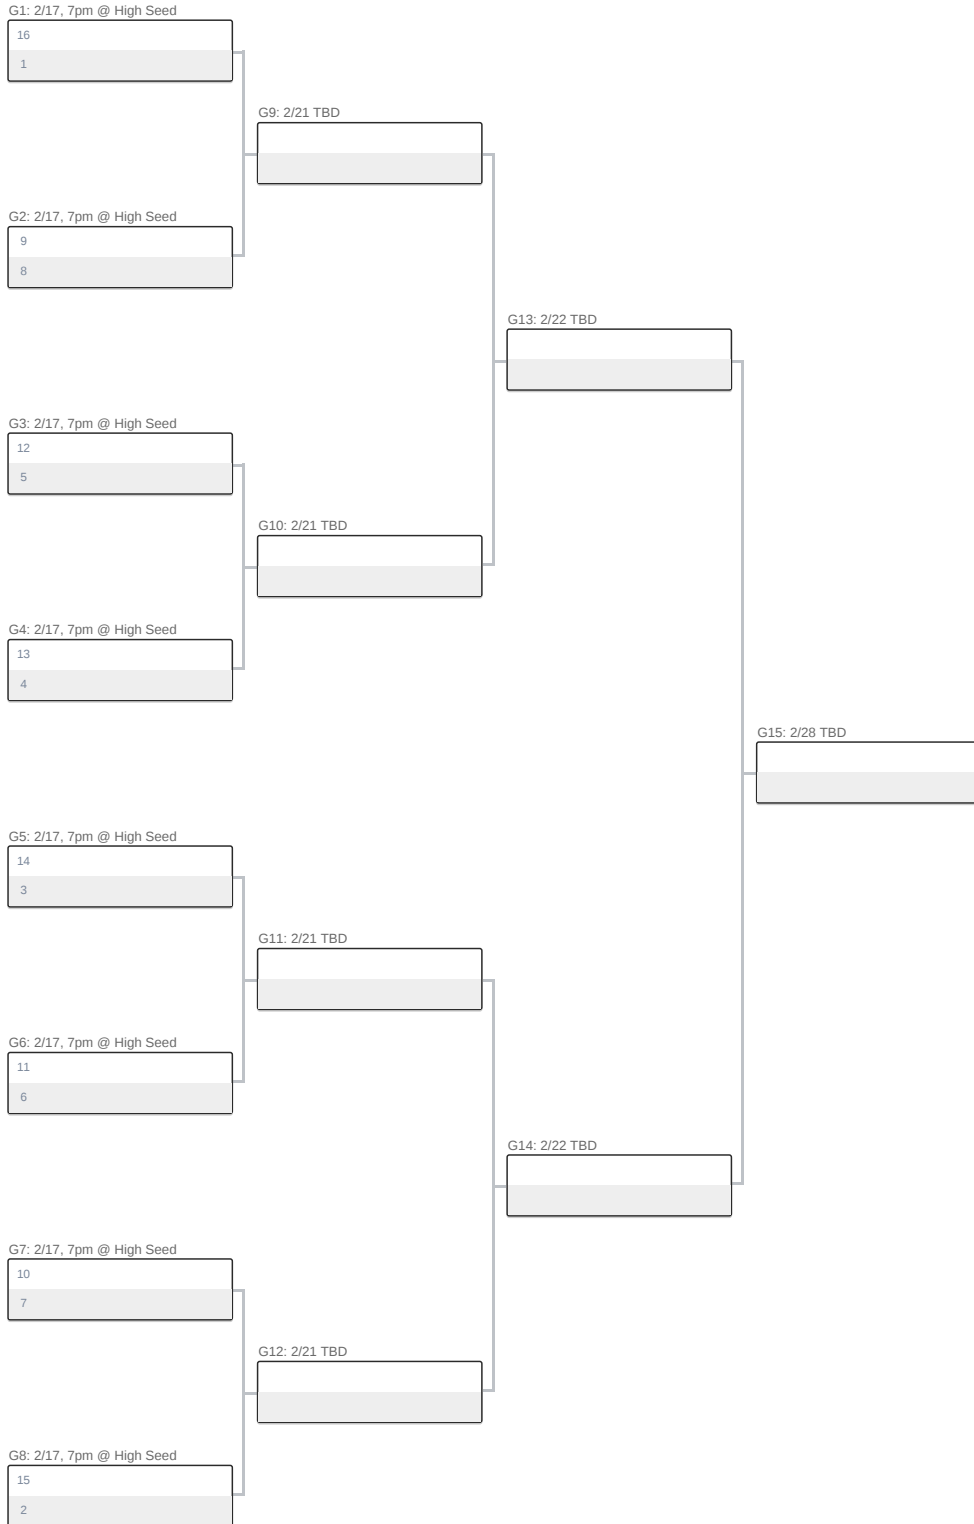 G1: 2/17, 7pm @ High Seed
16
1
G9: 2/21 TBD
G2: 2/17, 7pm @ High Seed
9
8
G13: 2/22 TBD
G3: 2/17, 7pm @ High Seed
12
5
G10: 2/21 TBD
G4: 2/17, 7pm @ High Seed
13
4
G15: 2/28 TBD
G5: 2/17, 7pm @ High Seed
14
3
G11: 2/21 TBD
G6: 2/17, 7pm @ High Seed
11
6
G14: 2/22 TBD
G7: 2/17, 7pm @ High Seed
10
7
G12: 2/21 TBD
G8: 2/17, 7pm @ High Seed
15
2